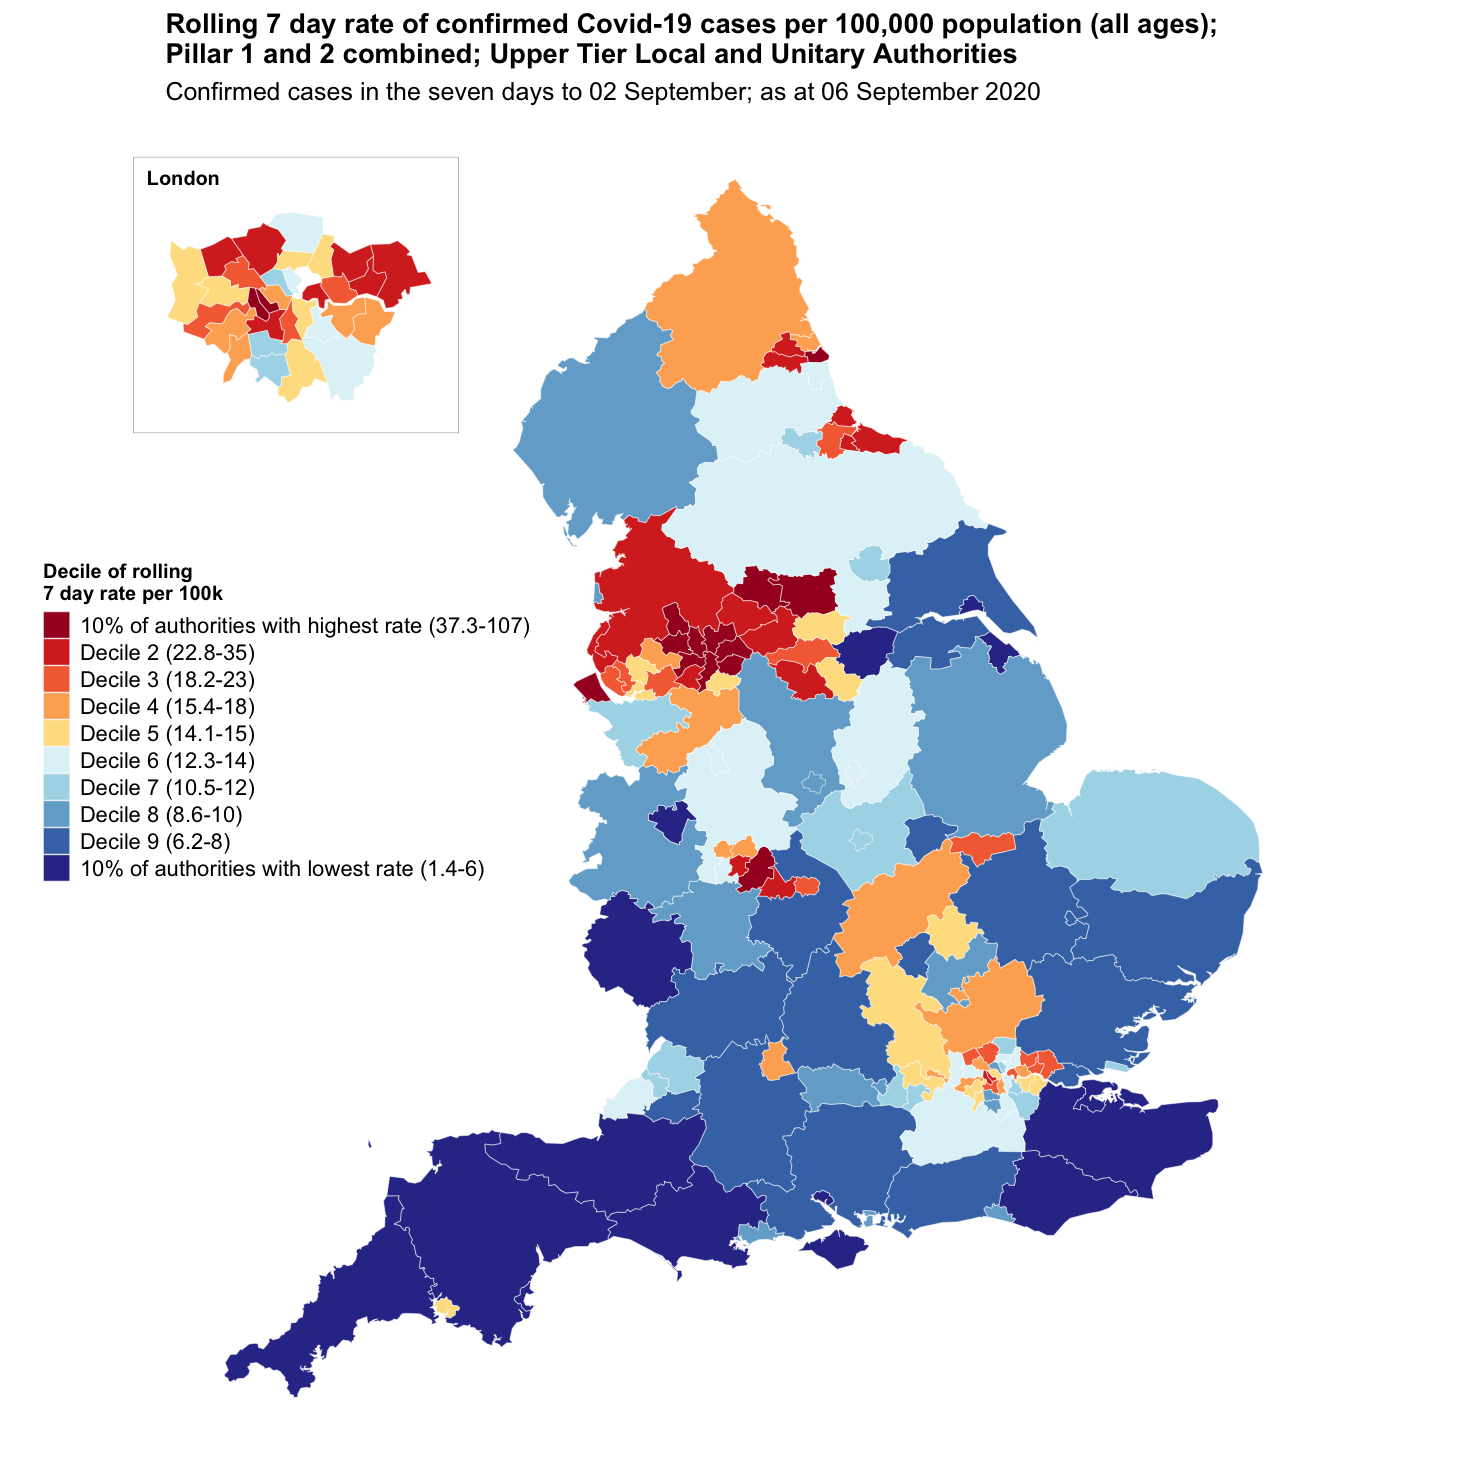 Rolling 7 day rate of confirmed Covid-19 cases per 100,000 population (all ages);
Pillar 1 and 2 combined; Upper Tier Local and Unitary Authorities
Confirmed cases in the seven days to 02 September; as at 06 September 2020
London
Decile of rolling
7 day rate per 100k
10% of authorities with highest rate (37.3-107)
Decile 2 (22.8-35)
Decile 3 (18.2-23)
Decile 4 (15.4-18)
Decile 5 (14.1-15)
Decile 6 (12.3-14)
Decile 7 (10.5-12)
Decile 8 (8.6-10)
Decile 9 (6.2-8)
10% of authorities with lowest rate (1.4-6)